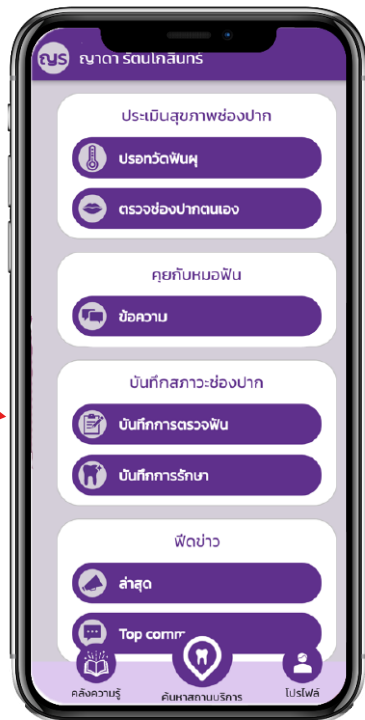 ญร ญาดา รัตนโกสินทร์
ประเมินสุขภาพช่องปาก
ปรอทวัดฟันผุ
ตรวจช่องปากตนเอง
คุยกับหมอฟัน
ข้อความ
บันทึกสภาวะช่องปาก
บันทึกการตรวจฟัน
บันทึกการรักษา
ฟีดข่าว
ล่าสุด
Top comm
คลังความรู้ ค้นหาสถานบริการ โปรไฟล์